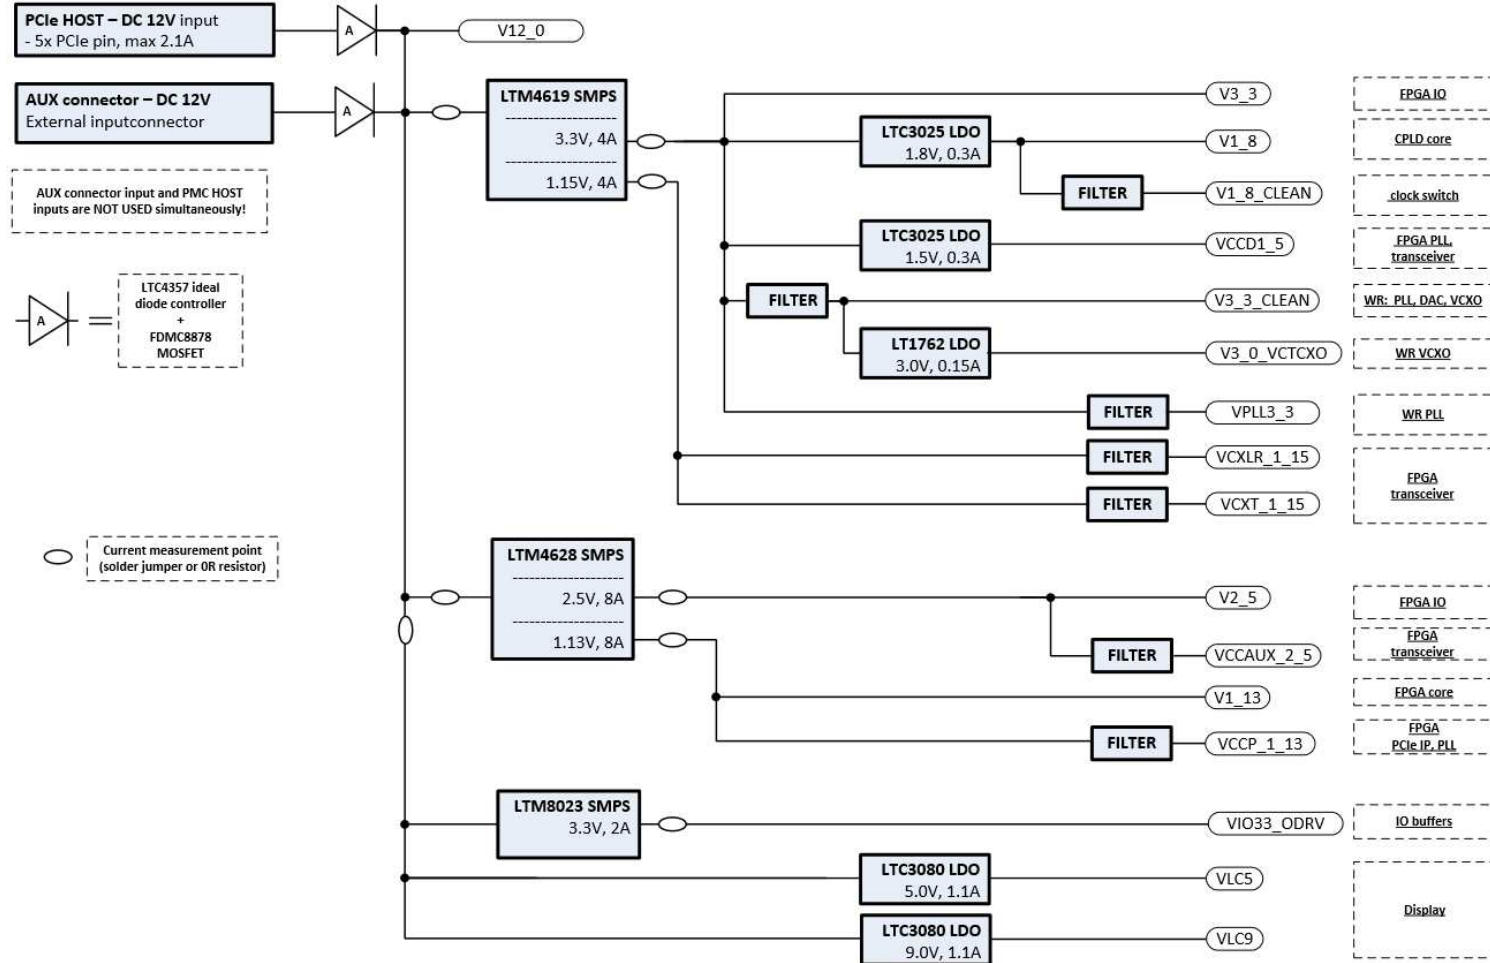 PCIe HOST – DC 12V input
- 5x PCIe pin, max 2.1A
A
V12_0
AUX connector – DC 12V
External inputconnector
A
AUX connector input and PMC HOST
inputs are NOT USED simultaneously!
A
LTC4357 ideal
diode controller
+
FDMC8878
MOSFET
Current measurement point
(solder jumper or 0R resistor)
LTM4619 SMPS
---------------------
3.3V, 4A
---------------------
1.15V, 4A
V3_3
FPGA IO
LTC3025 LDO
1.8V, 0.3A
V1_8
CPLD core
FILTER
V1_8_CLEAN
clock switch
LTC3025 LDO
1.5V, 0.3A
VCCD1_5
FPGA PLL,
transceiver
FILTER
V3_3_CLEAN
WR: PLL, DAC, VCXO
LT1762 LDO
3.0V, 0.15A
V3_0_VCTCXO
WR VCXO
FILTER
VPLL3_3
WR PLL
FILTER
VCXLR_1_15
FILTER
VCXT_1_15
FPGA
transceiver
LTM4628 SMPS
---------------------
2.5V, 8A
---------------------
1.13V, 8A
V2_5
FPGA IO
FILTER
VCCAUX_2_5
FPGA
transceiver
V1_13
FPGA core
FILTER
VCCP_1_13
FPGA
PCIe IP, PLL
LTM8023 SMPS
3.3V, 2A
VIO33_ODRV
IO buffers
LTC3080 LDO
5.0V, 1.1A
VLC5
LTC3080 LDO
9.0V, 1.1A
VLC9
Display